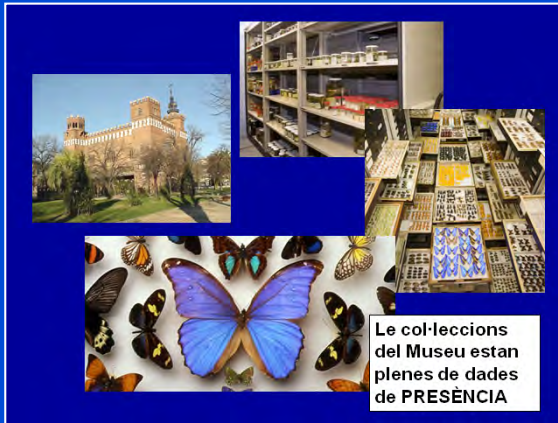 Le col·leccions
del Museu estan
plenes de dades
de PRESÈNCIA